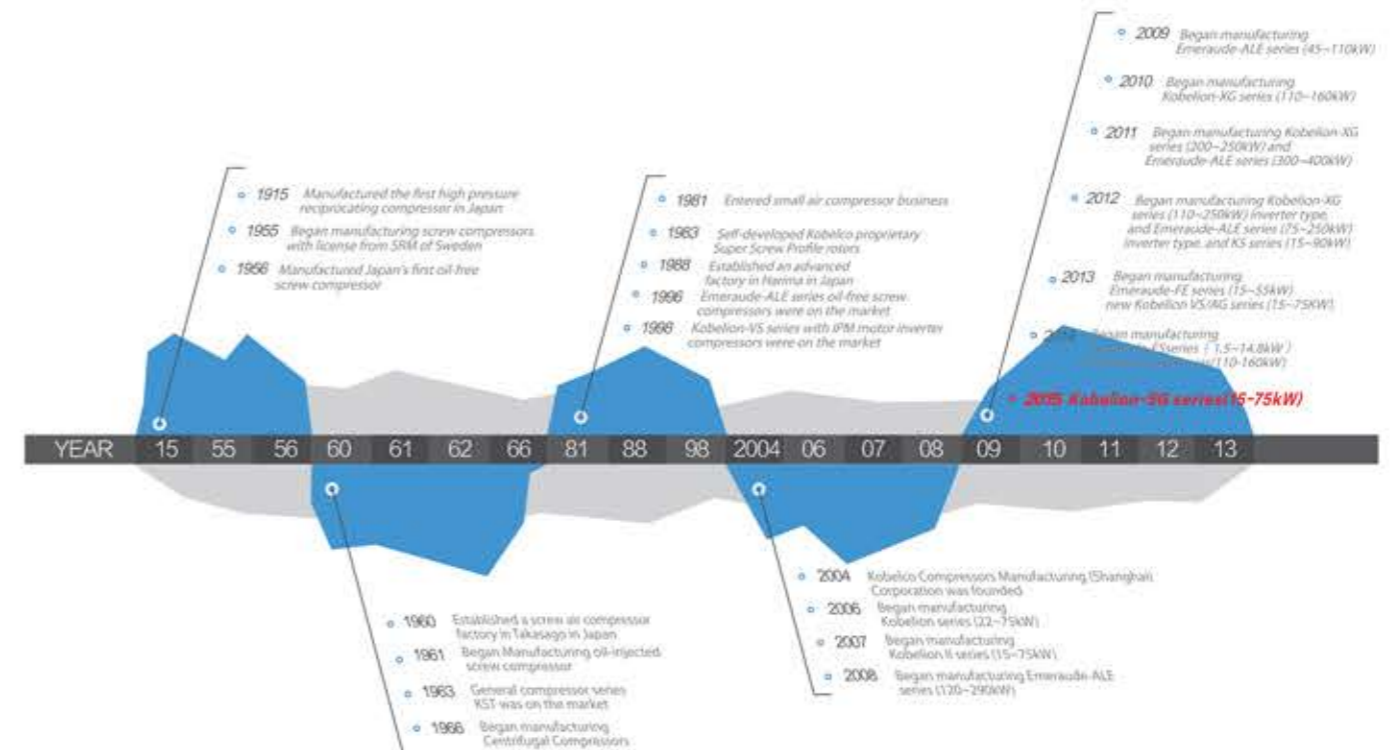 2009 Began manufacturing
Emeraude-ALE series (45~110kW)
2010 Began manufacturing
Kobelion-XG series (110~160kW)
2011 Began manufacturing Kobelion-XG
series (200~250kW) and
Emeraude-ALE series (300~400kW)
2012 Began manufacturing Kobelion-XG
series (110~250kW) inverter type,
and Emeraude-ALE series (75~250kW)
inverter type, and KS series (15~90kW)
2013 Began manufacturing
Emeraude-FE series (15~55kW)
new Kobelion VS/AG series (15~75KW)
manufacturing
series ( 1.5~14.8kW )
(110-160kW)
2015 Kobelion-SG series(15-75kW)
1915 Manufactured the first high pressure
reciprocating compressor in Japan
1955 Began manufacturing screw compressors
with license from SRM of Sweden
1956 Manufactured Japan's first oil-free
screw compressor
1981 Entered small air compressor business
1983 Self-developed Kobelco proprietary
Super Screw Profile rotors
1988 Established an advanced
factory in Harima in Japan
1996 Emeraude-ALE series oil-free screw
compressors were on the market
1998 Kobelion-VS series with IPM motor inverter
compressors were on the market
YEAR 15 55 56 60 61 62 66 81 88 98 2004 06 07 08 09 10 11 12 13
1960 Established a screw air compressor
factory in Takasago in Japan
1961 Began Manufacturing oil-injected
screw compressor
1963 General compressor series
KST was on the market
1966 Began manufacturing
Centrifugal Compressors
2004 Kobelco Compressors Manufacturing (Shanghai)
Corporation was founded
2006 Began manufacturing
Kobelion series (22~75kW)
2007 Began manufacturing
Kobelion II series (15~75kW)
2008 Began manufacturing Emeraude-ALE
series (120~290kW)